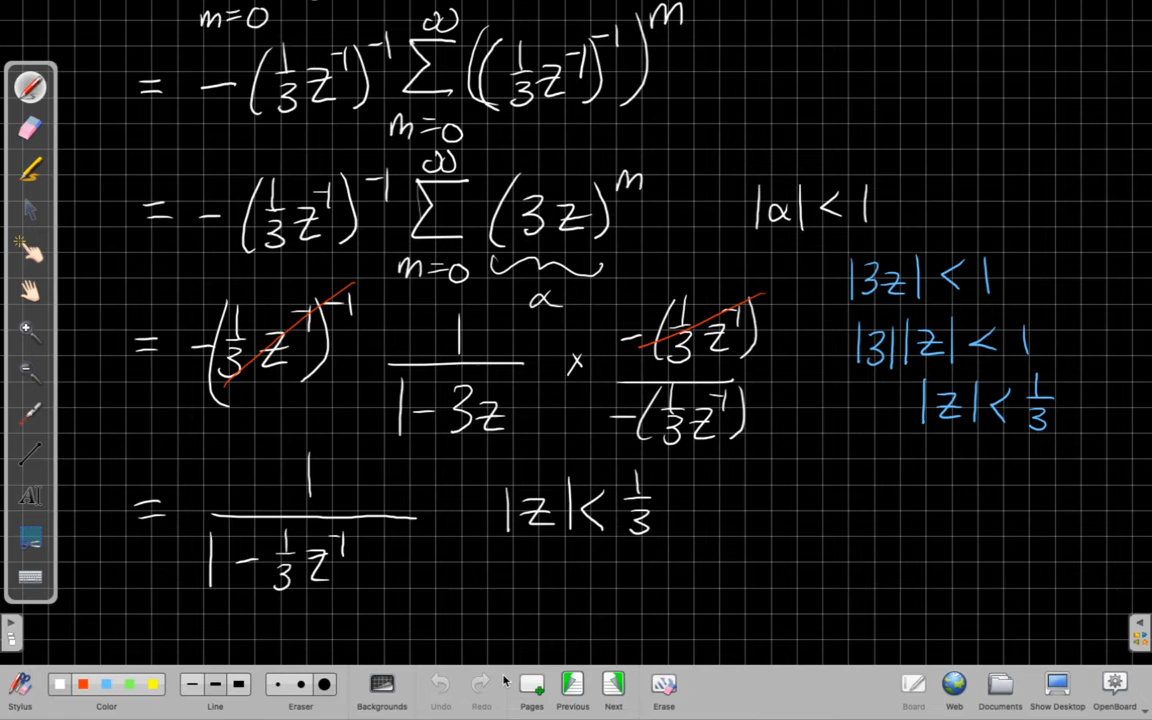 m=0
= -(1/3 z⁻¹)⁻¹ ∞ Σ m=0 ((1/3 z⁻¹)⁻¹)ᵐ
= -(1/3 z⁻¹)⁻¹ ∞ Σ m=0 (3z)ᵐ |α| < 1
α
|3z| < 1
= -(1/3 z⁻¹)⁻¹ 1/(1-3z) × -(1/3 z⁻¹)/-(1/3 z⁻¹) |3||z| < 1
|z| < 1/3
= 1/(1 - 1/3 z⁻¹) |z| < 1/3
AI
Stylus Color Line Eraser Backgrounds Undo Redo Pages Previous Next Erase Board Web Documents Show Desktop OpenBoard